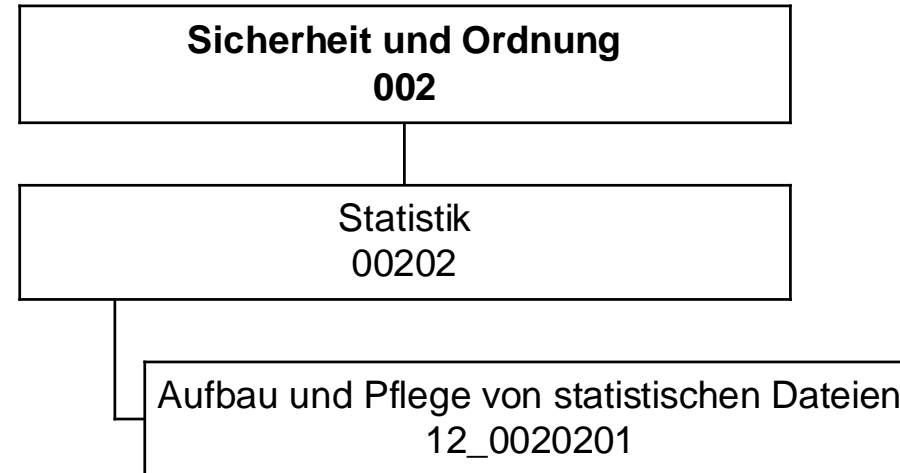 Sicherheit und Ordnung
002
Statistik
00202
Aufbau und Pflege von statistischen Dateien
12_0020201